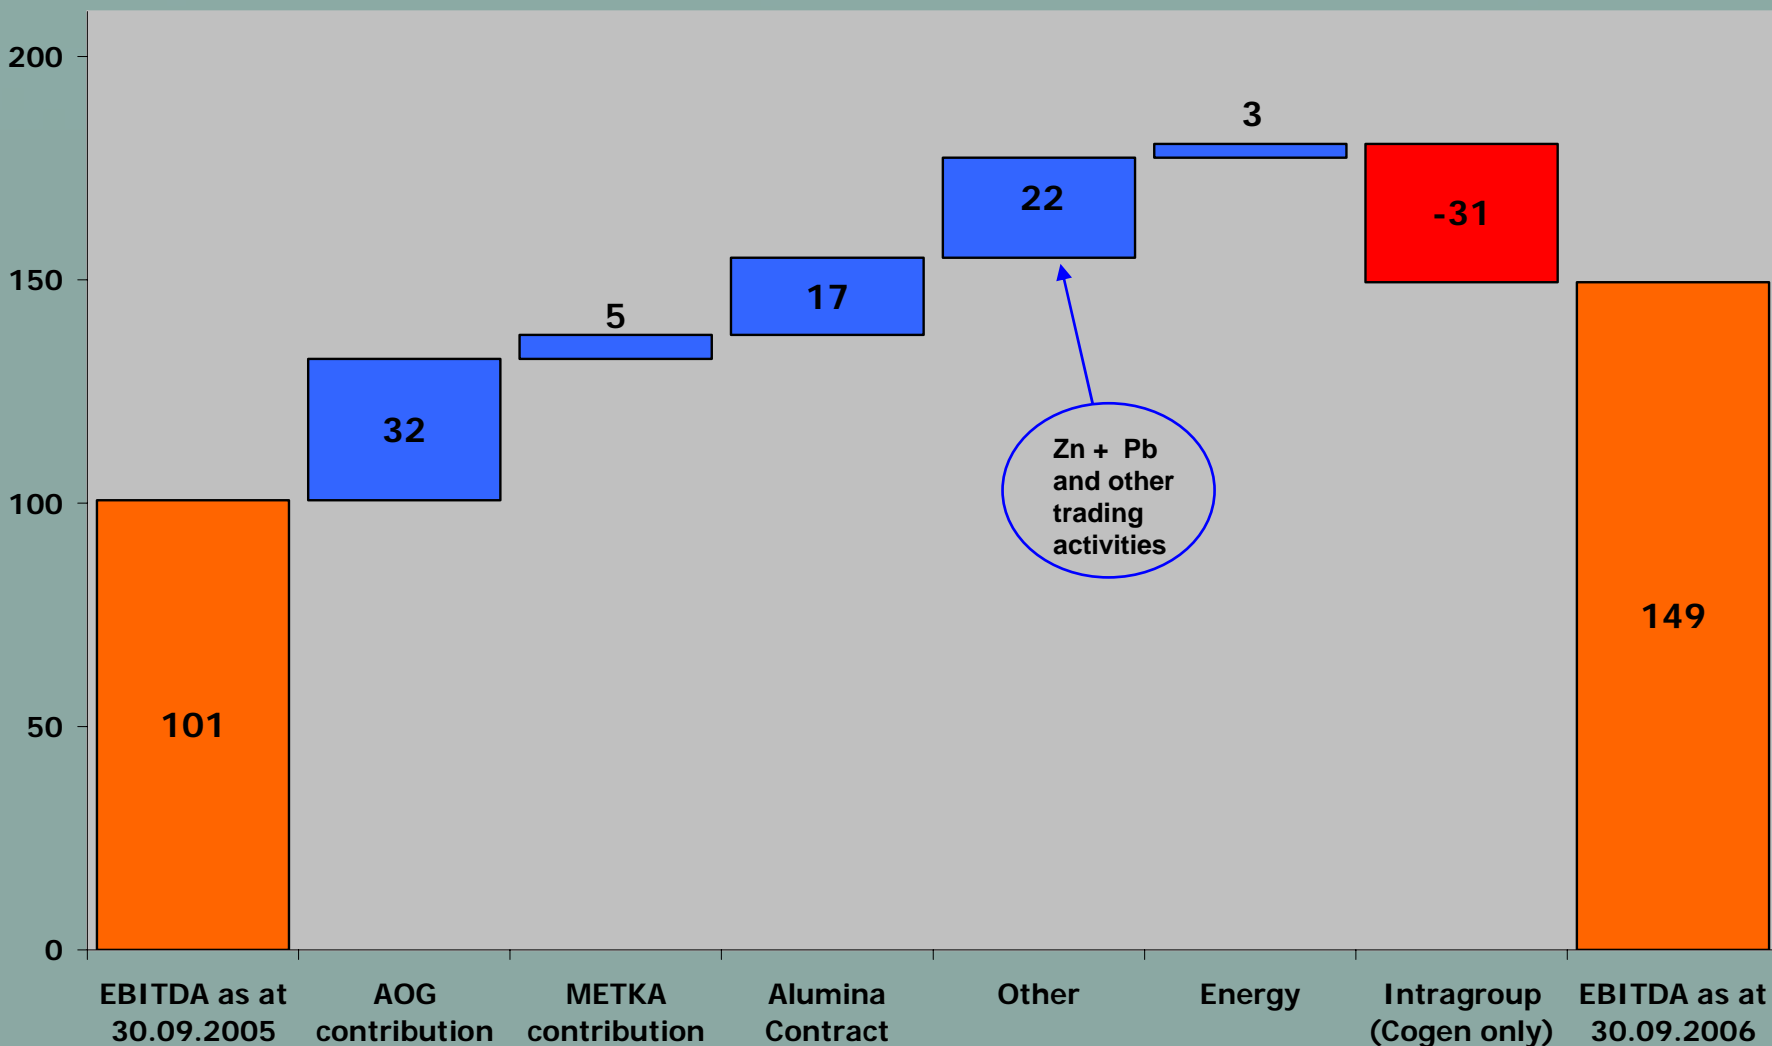 200
150
100
50
0
101
32
5
17
22
3
-31
149
Zn + Pb
and other
trading
activities
EBITDA as at
30.09.2005
AOG
contribution
METKA
contribution
Alumina
Contract
Other
Energy
Intragroup
(Cogen only)
EBITDA as at
30.09.2006